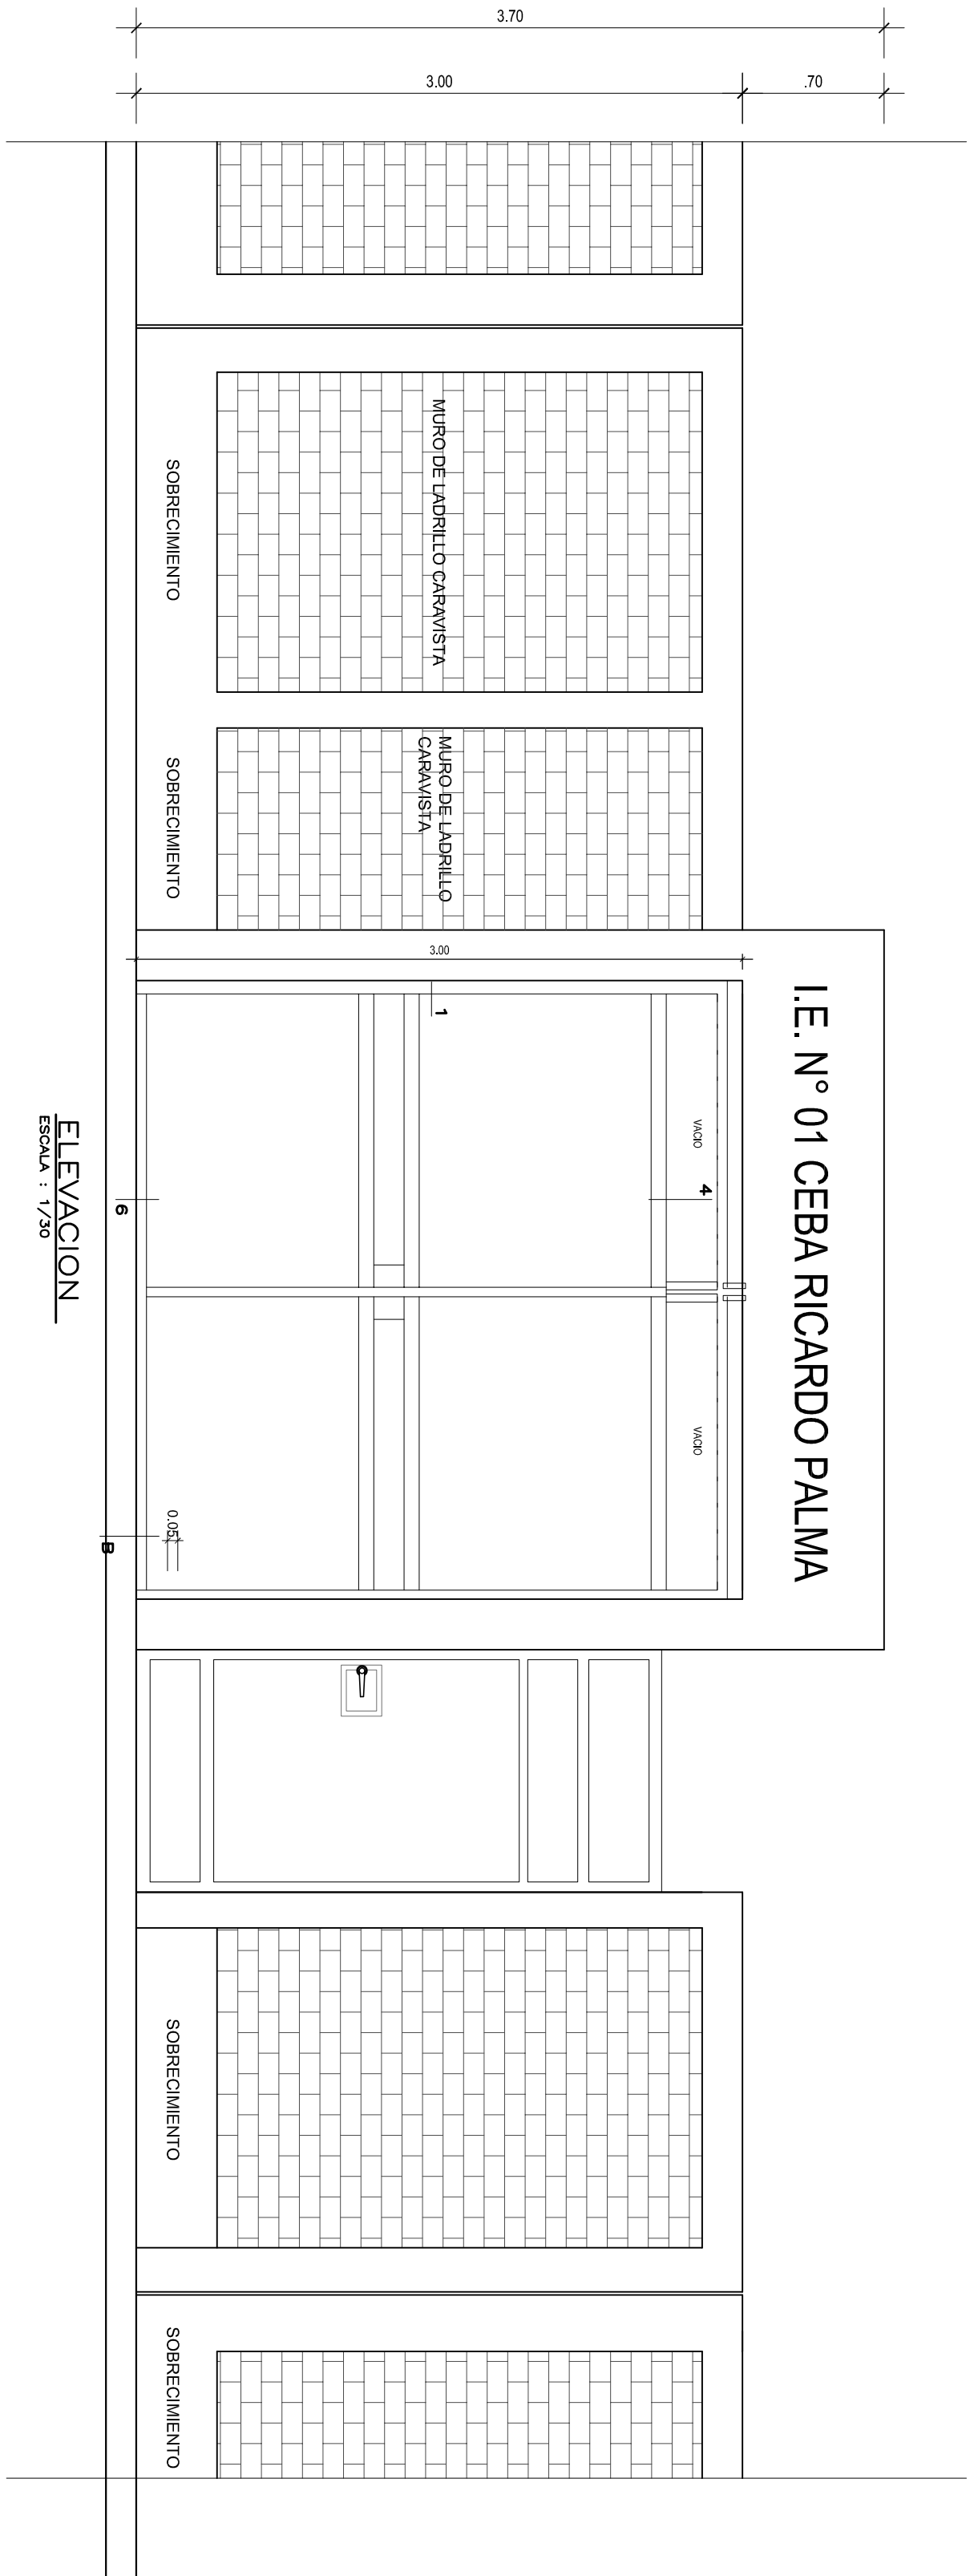 3.70
3.00
.70
I.E. N° 01 CEBA RICARDO PALMA
MURO DE LADRILLO CARAVISTA
MURO DE LADRILLO
CARAVISTA
SOBRECIMIENTO
SOBRECIMIENTO
3.00
1
VACIO
4
VACIO
6
0.05
B
SOBRECIMIENTO
SOBRECIMIENTO
ELEVACION
ESCALA : 1/30